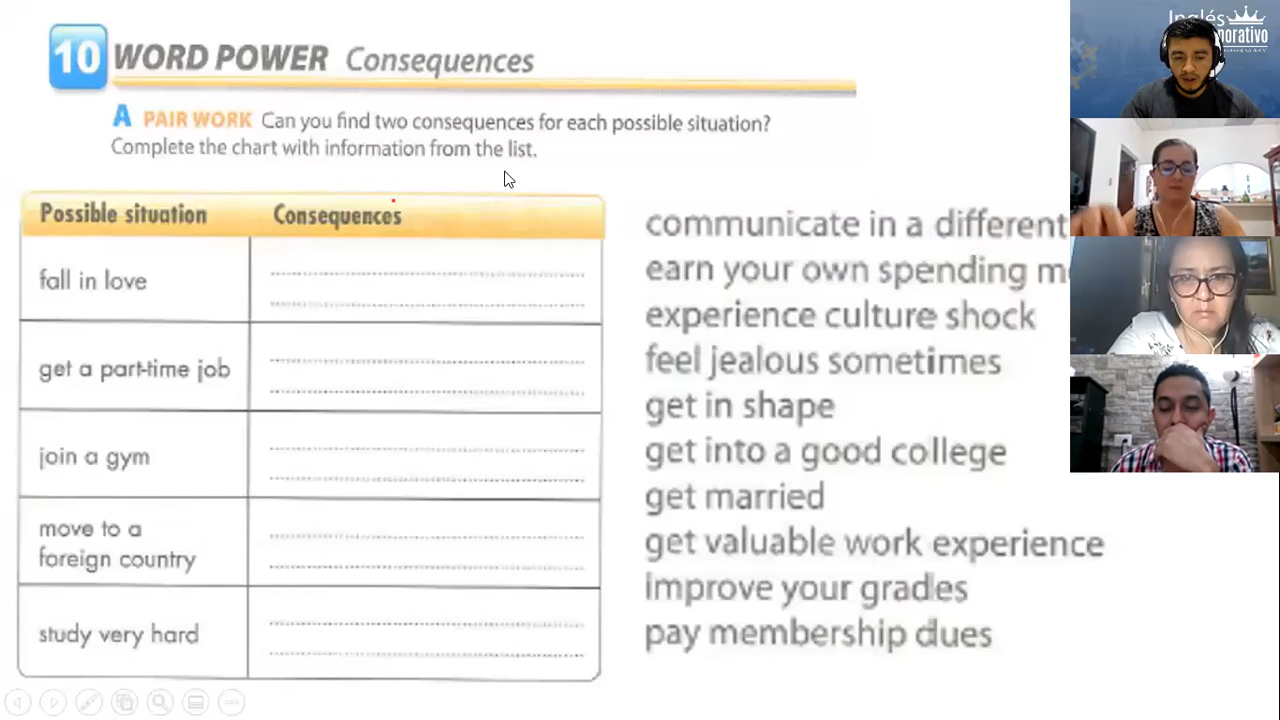 10 WORD POWER Consequences
A PAIR WORK Can you find two consequences for each possible situation?
Complete the chart with information from the list.
Possible situation Consequences
fall in love
get a part-time job
join a gym
move to a
foreign country
study very hard
communicate in a different
earn your own spending
experience culture shock
feel jealous sometimes
get in shape
get into a good college
get married
get valuable work experience
improve your grades
pay membership dues
Inglés